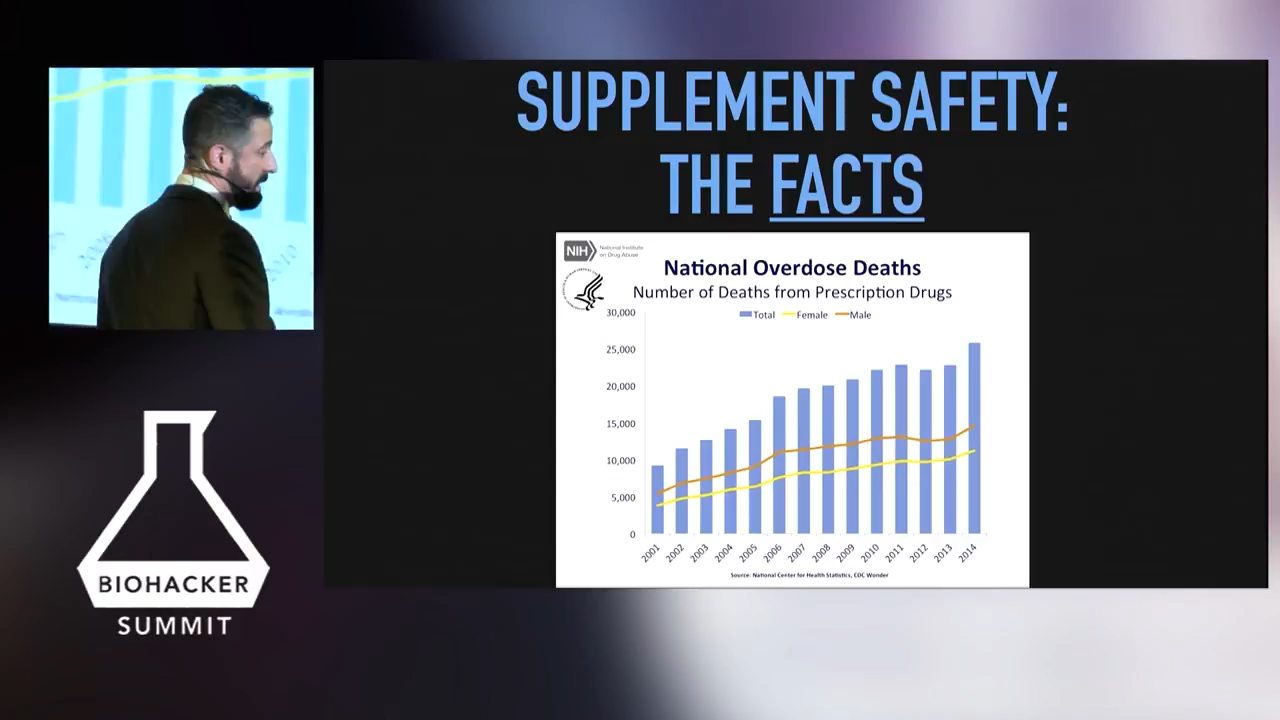 SUPPLEMENT SAFETY:
THE FACTS
NIH
National Institute
on Drug Abuse
National Overdose Deaths
Number of Deaths from Prescription Drugs
Total Female Male
30,000
25,000
20,000
15,000
10,000
5,000
0
2001 2002 2003 2004 2005 2006 2007 2008 2009 2010 2011 2012 2013 2014
Source: National Center for Health Statistics, CDC Wonder
BIOHACKER
SUMMIT